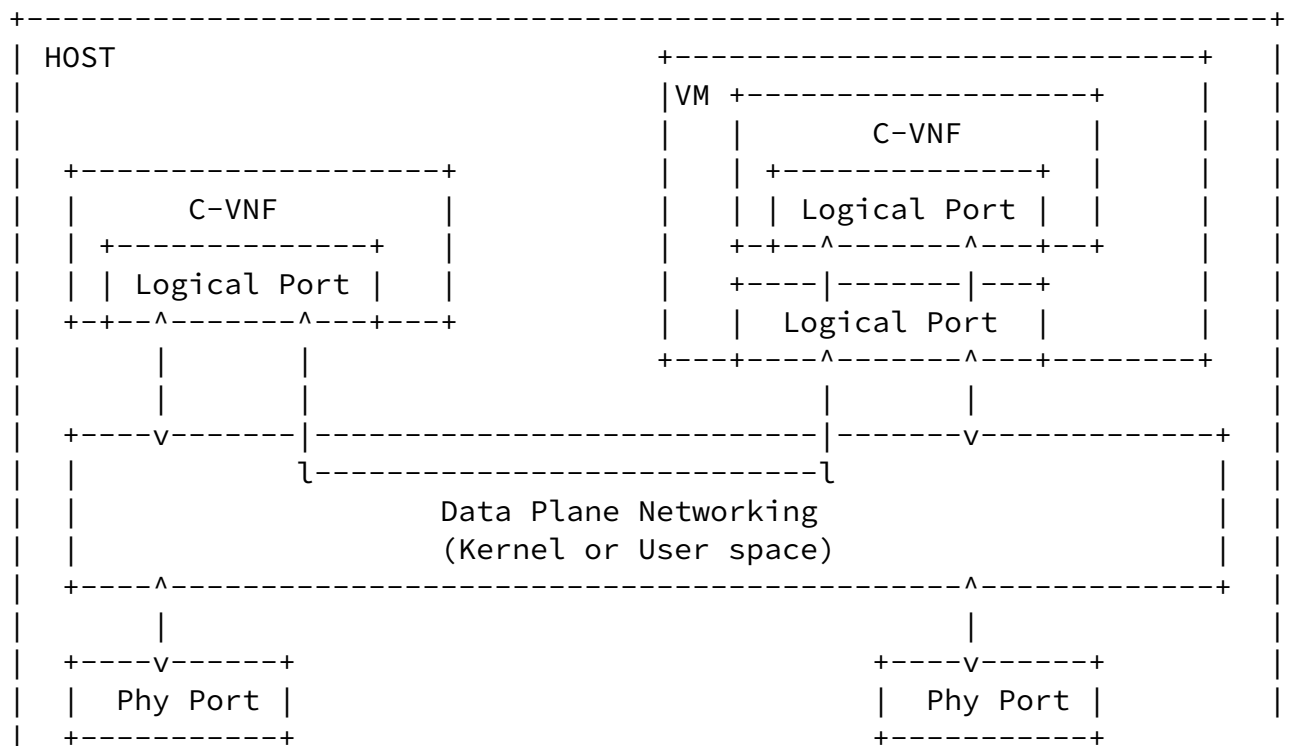 HOST
VM
C-VNF
C-VNF
Logical Port
Logical Port
Logical Port
Data Plane Networking
(Kernel or User space)
Phy Port Phy Port